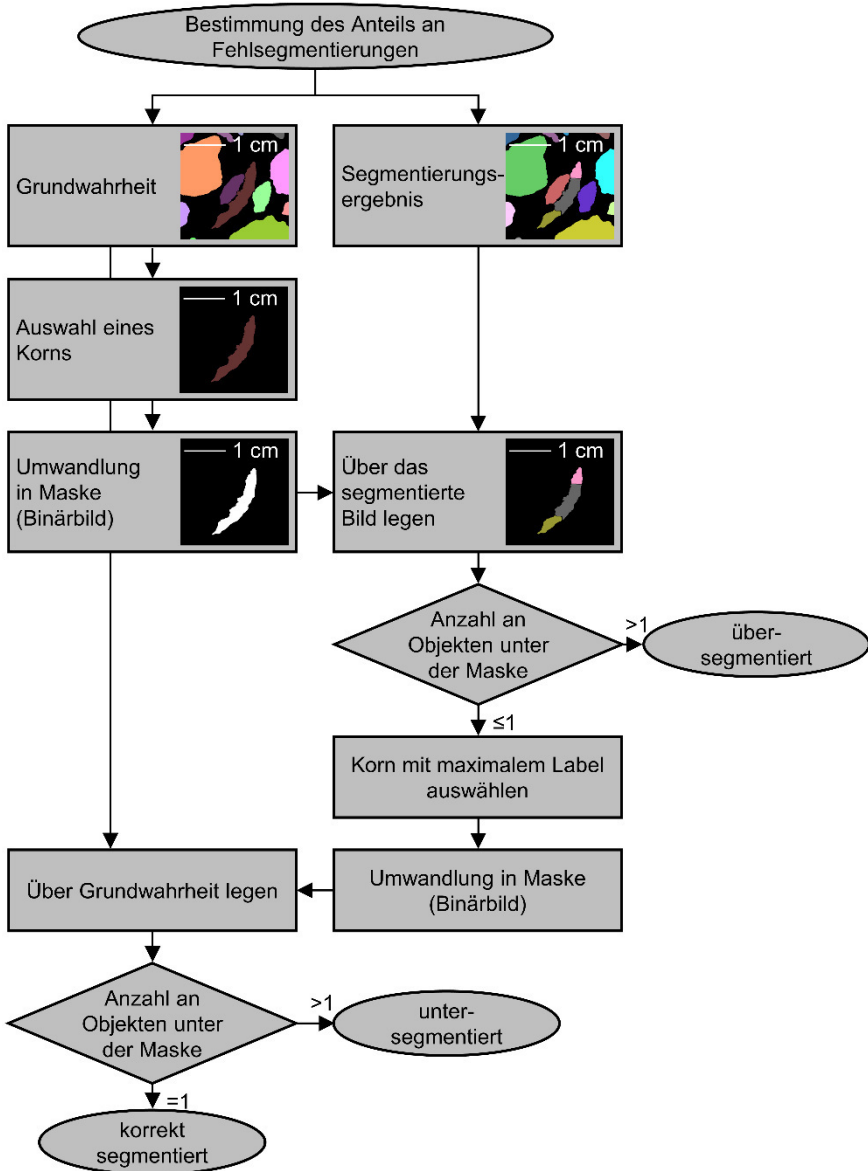 Bestimmung des Anteils an
Fehlsegmentierungen
Grundwahrheit
1 cm
Segmentierungs-
ergebnis
1 cm
Auswahl eines
Korns
1 cm
Umwandlung
in Maske
(Binärbild)
1 cm
Über das
segmentierte
Bild legen
1 cm
Anzahl an
Objekten unter
der Maske
>1
über-
segmentiert
≤1
Korn mit maximalem Label
auswählen
Umwandlung in Maske
(Binärbild)
Über Grundwahrheit legen
Anzahl an
Objekten unter
der Maske
>1
unter-
segmentiert
=1
korrekt
segmentiert